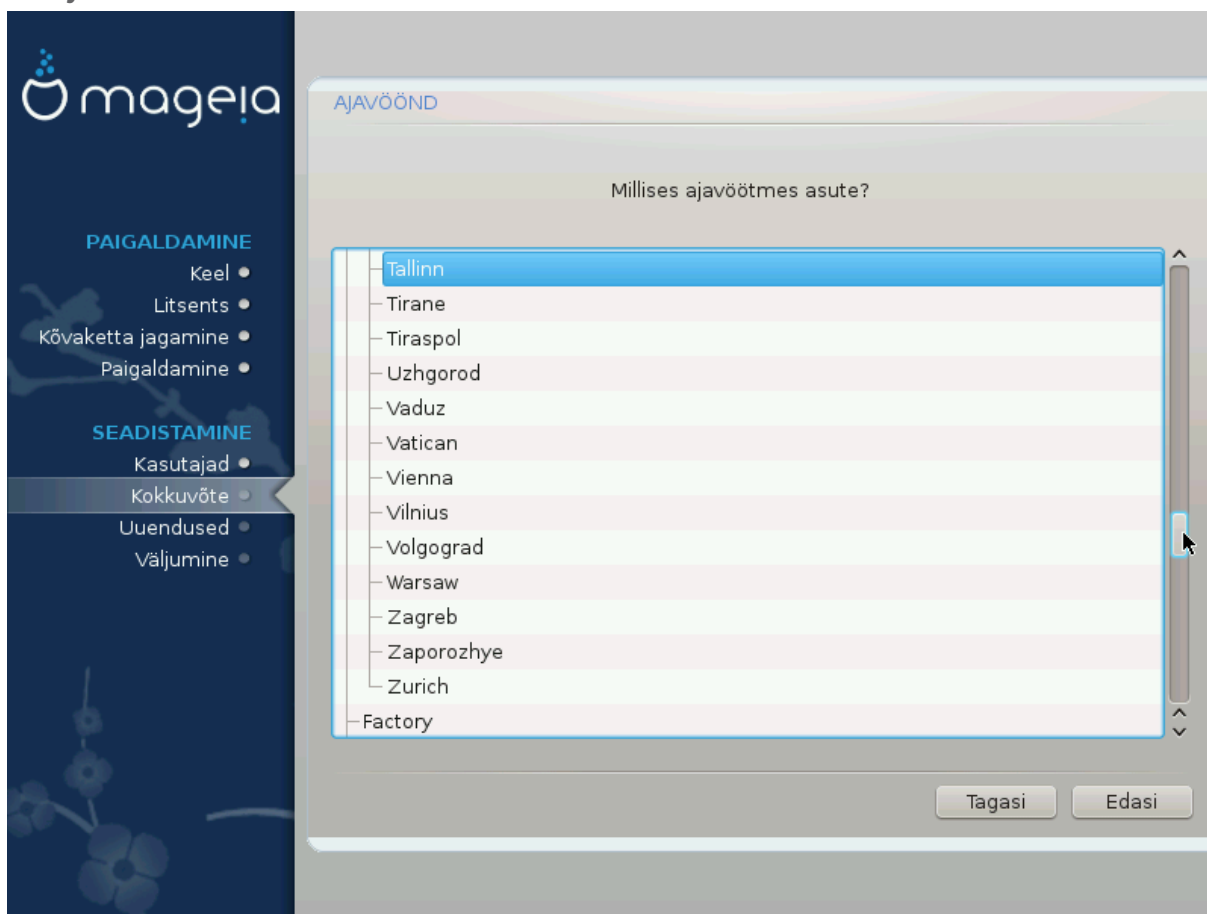 mageia
PAIGALDAMINE
Keel
Litsents
Kõvaketta jagamine
Paigaldamine
SEADISTAMINE
Kasutajad
Kokkuvõte
Uuendused
Väljumine
AJAVÖÖND
Millises ajavöötmes asute?
Tallinn
Tirane
Tiraspol
Uzhgorod
Vaduz
Vatican
Vienna
Vilnius
Volgograd
Warsaw
Zagreb
Zaporozhye
Zurich
Factory
Tagasi
Edasi